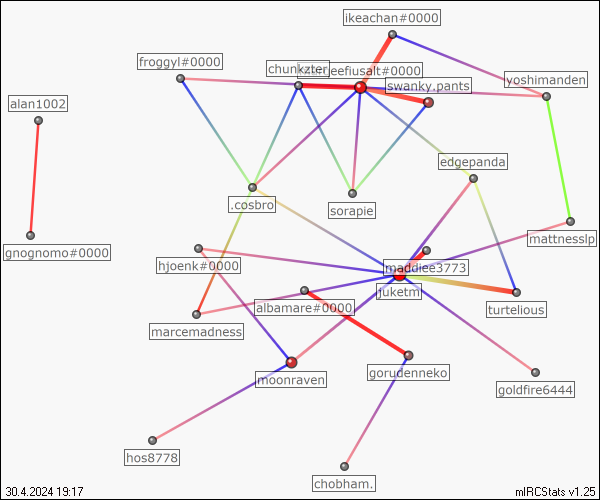 ikeachan#0000
froggyl#0000
chunkzter
eefiusalt#0000
swanky.pants
yoshimanden
alan1002
edgepanda
.cosbro
sorapie
mattnesslp
gnognomo#0000
hjoenk#0000
maddiee3773
juketm
albamare#0000
turtelious
marcemadness
moonraven
gorudenneko
goldfire6444
hos8778
chobham.
30.4.2024 19:17
mIRCStats v1.25